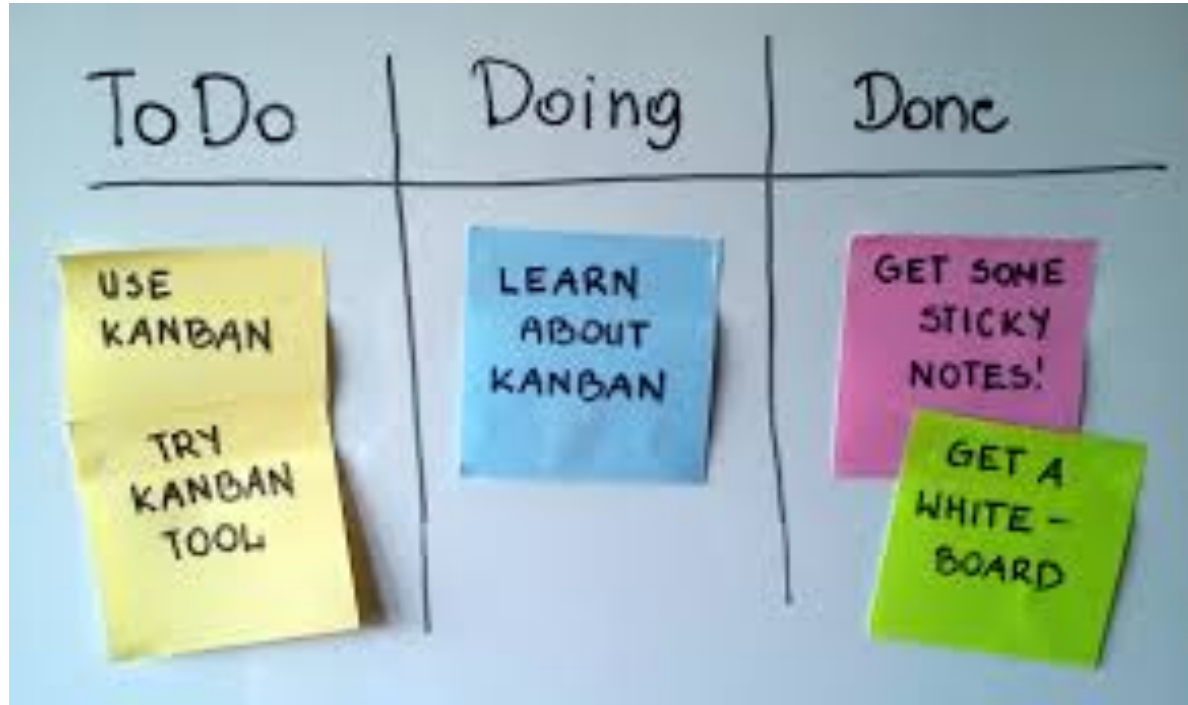 To Do
Doing
Done
USE
KANBAN
TRY
KANBAN
TOOL
LEARN
ABOUT
KANBAN
GET SOME
STICKY
NOTES!
GET A
WHITE-
BOARD